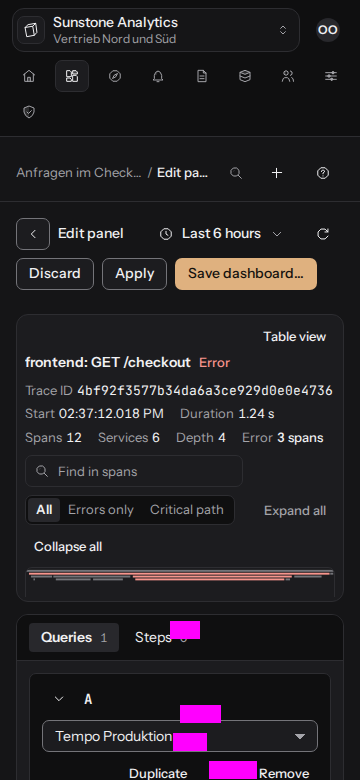 Sunstone Analytics
Vertrieb Nord und Süd
OO
Anfragen im Check... / Edit pa...
Edit panel
Last 6 hours
Discard
Apply
Save dashboard...
Table view
frontend: GET /checkout Error
Trace ID 4bf92f3577b34da6a3ce929d0e0e4736
Start 02:37:12.018 PM Duration 1.24 s
Spans 12 Services 6 Depth 4 Error 3 spans
Find in spans
All Errors only Critical path
Expand all
Collapse all
Queries 1
Steps
A
Tempo Produktion
Duplicate
Remove